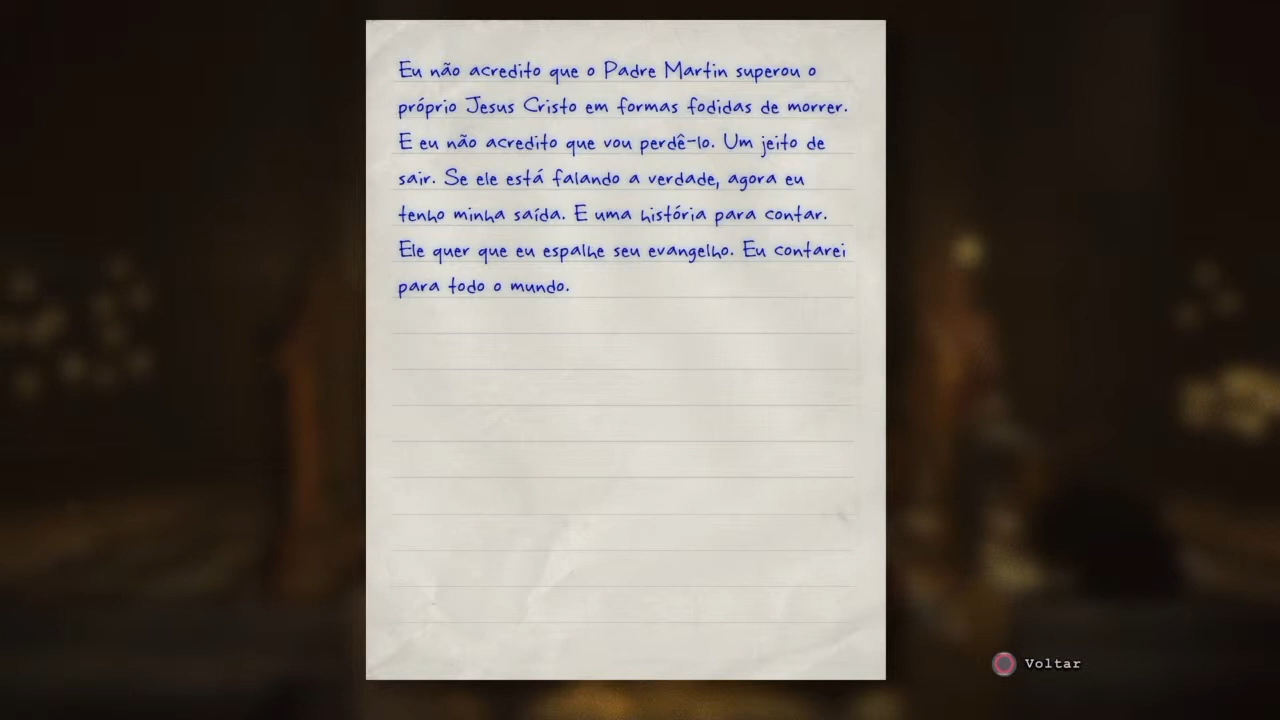 Eu não acredito que o Padre Martin superou o
próprio Jesus Cristo em formas fodidas de morrer.
E eu não acredito que vou perdê-lo. Um jeito de
sair. Se ele está falando a verdade, agora eu
tenho minha saída. E uma história para contar.
Ele quer que eu espalhe seu evangelho. Eu contarei
para todo o mundo.
Voltar